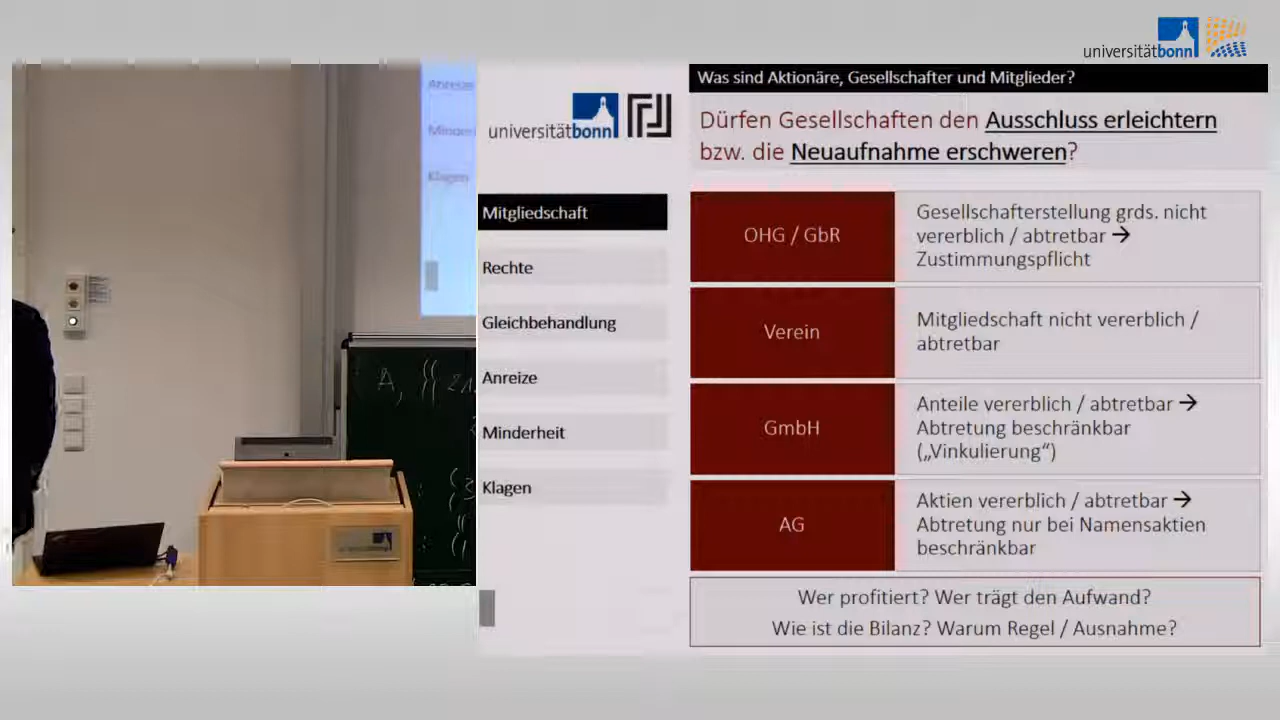 universitätbonn
Was sind Aktionäre, Gesellschafter und Mitglieder?
universitätbonn
Dürfen Gesellschaften den Ausschluss erleichtern
bzw. die Neuaufnahme erschweren?
Mitgliedschaft
Rechte
Gleichbehandlung
Anreize
Minderheit
Klagen
OHG / GbR
Gesellschafterstellung grds. nicht
vererblich / abtretbar →
Zustimmungspflicht
Verein
Mitgliedschaft nicht vererblich /
abtretbar
GmbH
Anteile vererblich / abtretbar →
Abtretung beschränkbar
(„Vinkulierung“)
AG
Aktien vererblich / abtretbar →
Abtretung nur bei Namensaktien
beschränkbar
Wer profitiert? Wer trägt den Aufwand?
Wie ist die Bilanz? Warum Regel / Ausnahme?
Anreize
Klagen